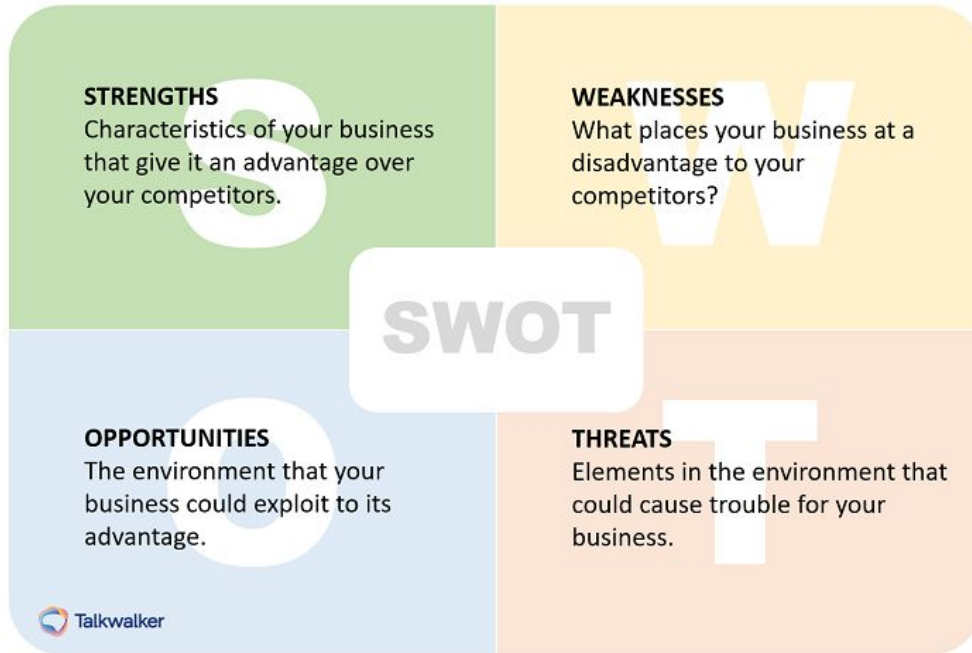 S
STRENGTHS
Characteristics of your business
that give it an advantage over
your competitors.
W
WEAKNESSES
What places your business at a
disadvantage to your
competitors?
SWOT
O
OPPORTUNITIES
The environment that your
business could exploit to its
advantage.
T
THREATS
Elements in the environment that
could cause trouble for your
business.
Talkwalker